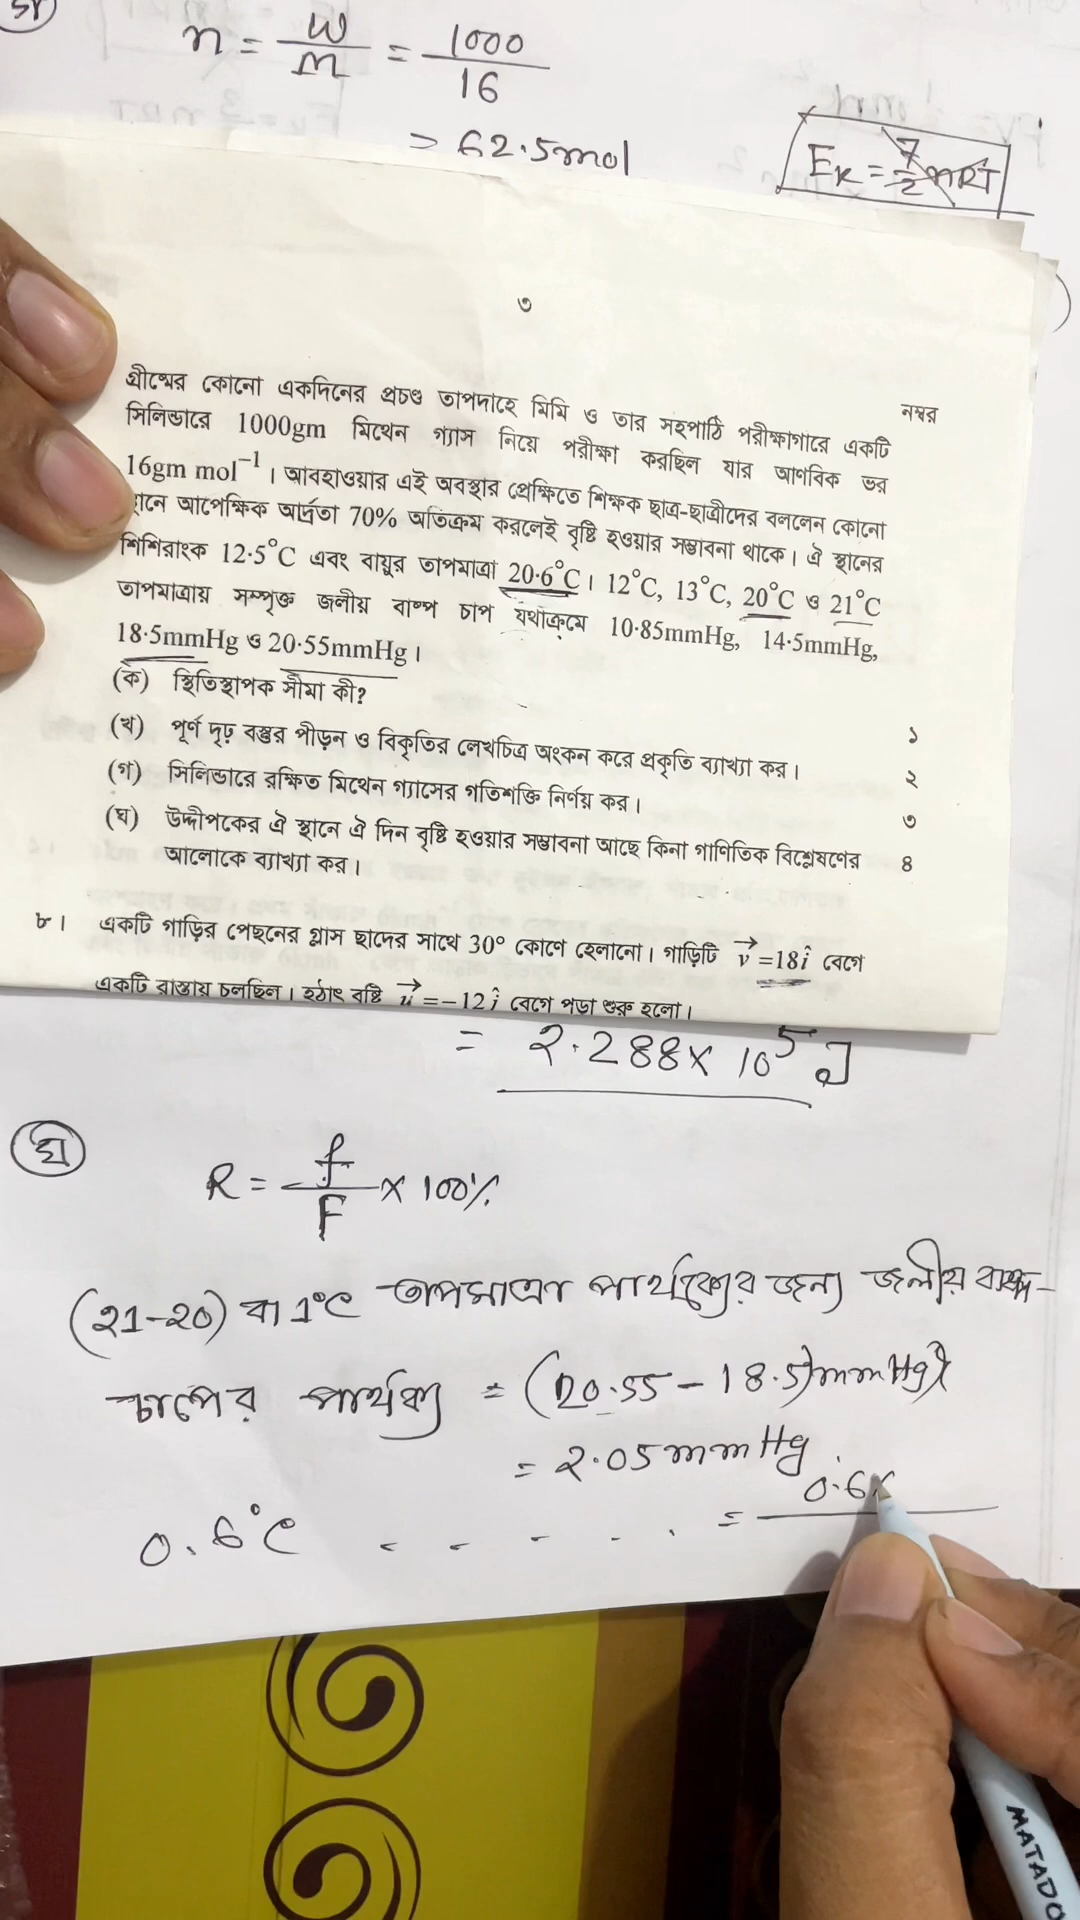 n = W/M = 1000/16
= 62.5mol
E_K = 7/2 nRT
৩
নম্বর
গ্রীষ্মের কোনো একদিনের প্রচণ্ড তাপদাহে মিমি ও তার সহপাঠি পরীক্ষাগারে একটি
সিলিন্ডারে 1000gm মিথেন গ্যাস নিয়ে পরীক্ষা করছিল যার আণবিক ভর
16gm mol⁻¹। আবহাওয়ার এই অবস্থার প্রেক্ষিতে শিক্ষক ছাত্র-ছাত্রীদের বললেন কোনো
স্থানে আপেক্ষিক আর্দ্রতা 70% অতিক্রম করলেই বৃষ্টি হওয়ার সম্ভাবনা থাকে। ঐ স্থানের
শিশিরাংক 12·5°C এবং বায়ুর তাপমাত্রা 20·6°C। 12°C, 13°C, 20°C ও 21°C
তাপমাত্রায় সম্পৃক্ত জলীয় বাষ্প চাপ যথাক্রমে 10·85mmHg, 14·5mmHg,
18·5mmHg ও 20·55mmHg।
(ক) স্থিতিস্থাপক সীমা কী? ১
(খ) পূর্ণ দৃঢ় বস্তুর পীড়ন ও বিকৃতির লেখচিত্র অংকন করে প্রকৃতি ব্যাখ্যা কর। ২
(গ) সিলিন্ডারে রক্ষিত মিথেন গ্যাসের গতিশক্তি নির্ণয় কর। ৩
(ঘ) উদ্দীপকের ঐ স্থানে ঐ দিন বৃষ্টি হওয়ার সম্ভাবনা আছে কিনা গাণিতিক বিশ্লেষণের ৪
আলোকে ব্যাখ্যা কর।
৮। একটি গাড়ির পেছনের গ্লাস ছাদের সাথে 30° কোণে হেলানো। গাড়িটি v⃗ =18î বেগে
একটি রাস্তায় চলছিল। হঠাৎ বৃষ্টি u⃗ =−12ĵ বেগে পড়া শুরু হলো।
= 2.288 × 10⁵ J
ঘ
R = f/F × 100%
(21-20) বা 1°C তাপমাত্রা পার্থক্যের জন্য জলীয় বাষ্প-
চাপের পার্থক্য = (20.55 - 18.5)mmHg
= 2.05mmHg
0.6°C - - - - . = 0.6×
MATADO